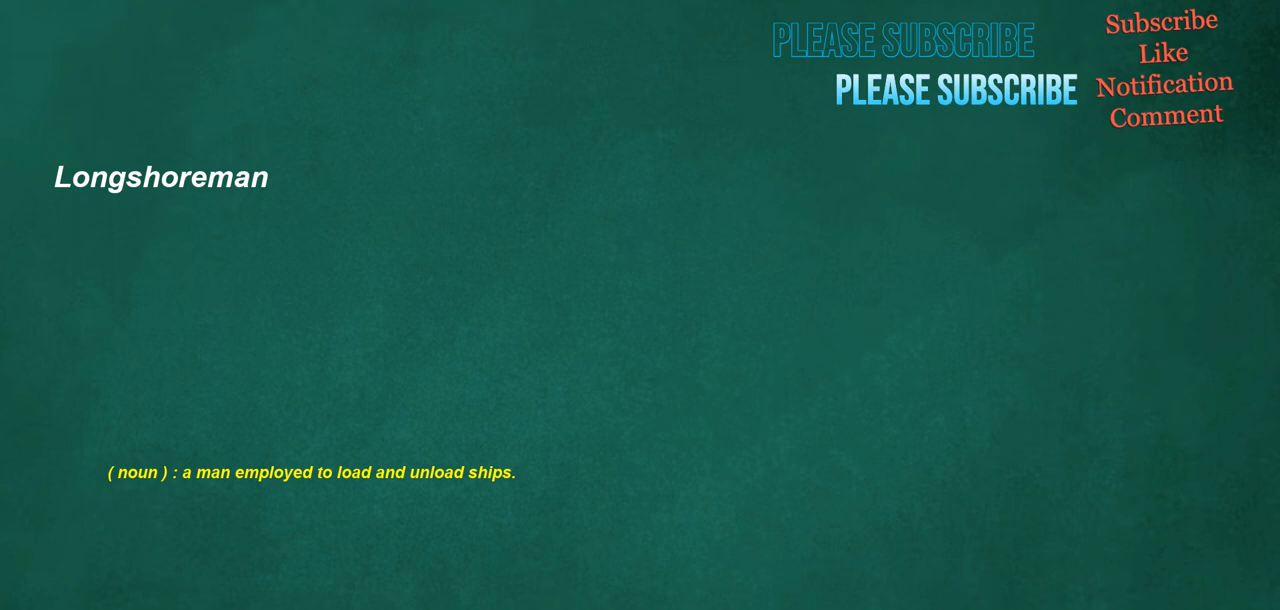 PLEASE SUBSCRIBE
PLEASE SUBSCRIBE
Subscribe
Like
Notification
Comment
Longshoreman
( noun ) : a man employed to load and unload ships.